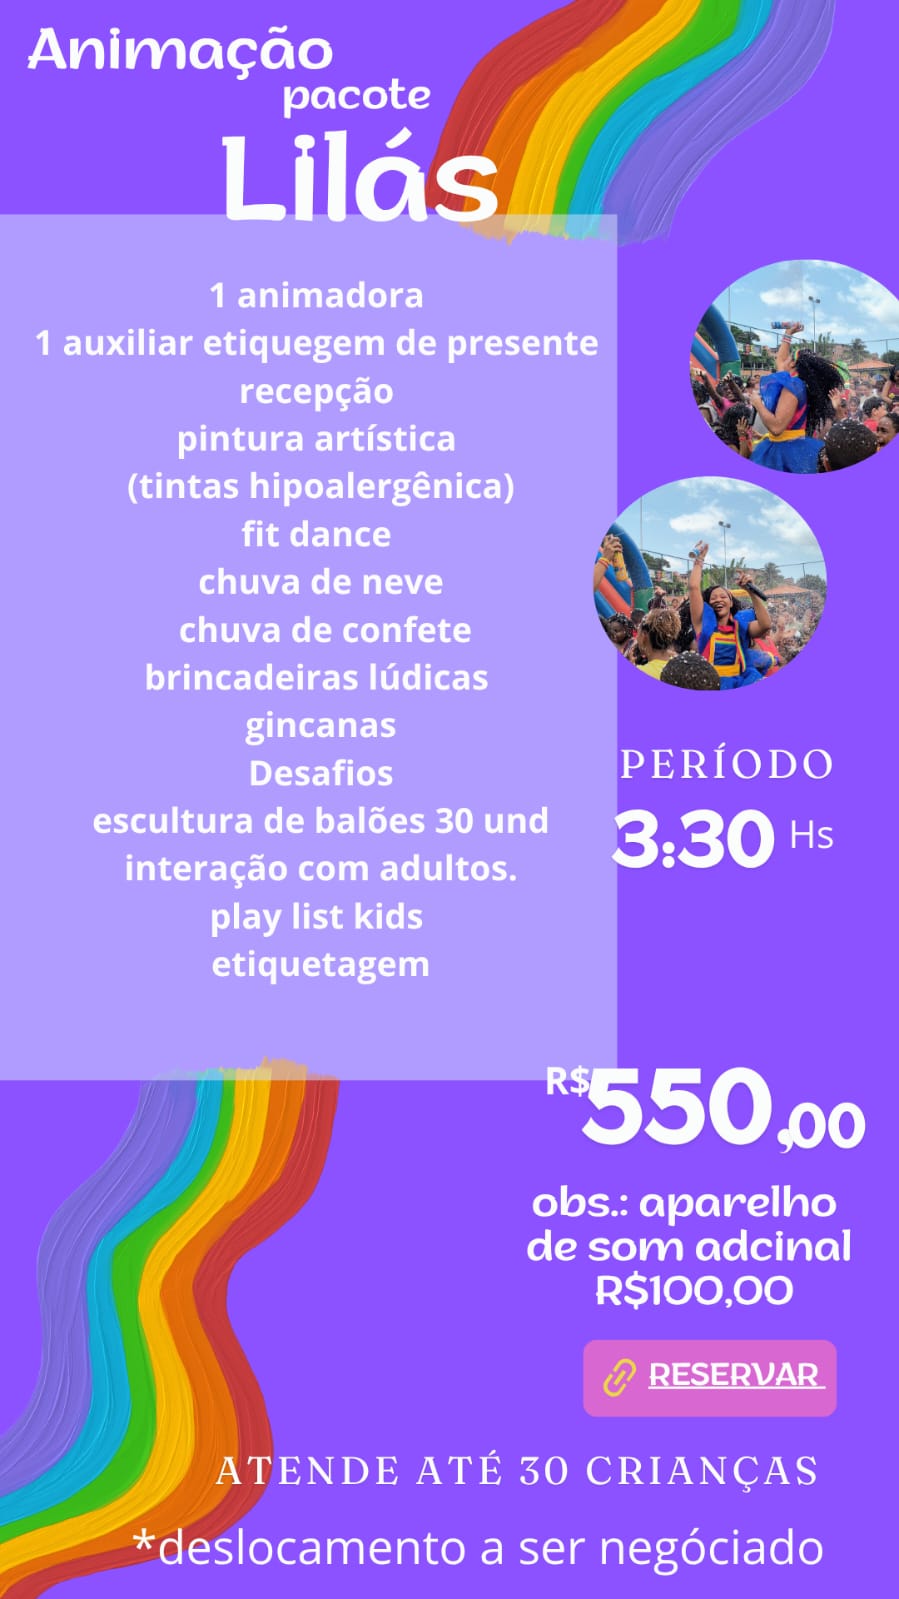 Animação
pacote
Lilás
1 animadora
1 auxiliar etiquegem de presente
recepção
pintura artística
(tintas hipoalergênica)
fit dance
chuva de neve
chuva de confete
brincadeiras lúdicas
gincanas
Desafios
escultura de balões 30 und
interação com adultos.
play list kids
etiquetagem
PERÍODO
3:30 Hs
R$550,00
obs.: aparelho
de som adcinal
R$100,00
RESERVAR
ATENDE ATÉ 30 CRIANÇAS
*deslocamento a ser negóciado